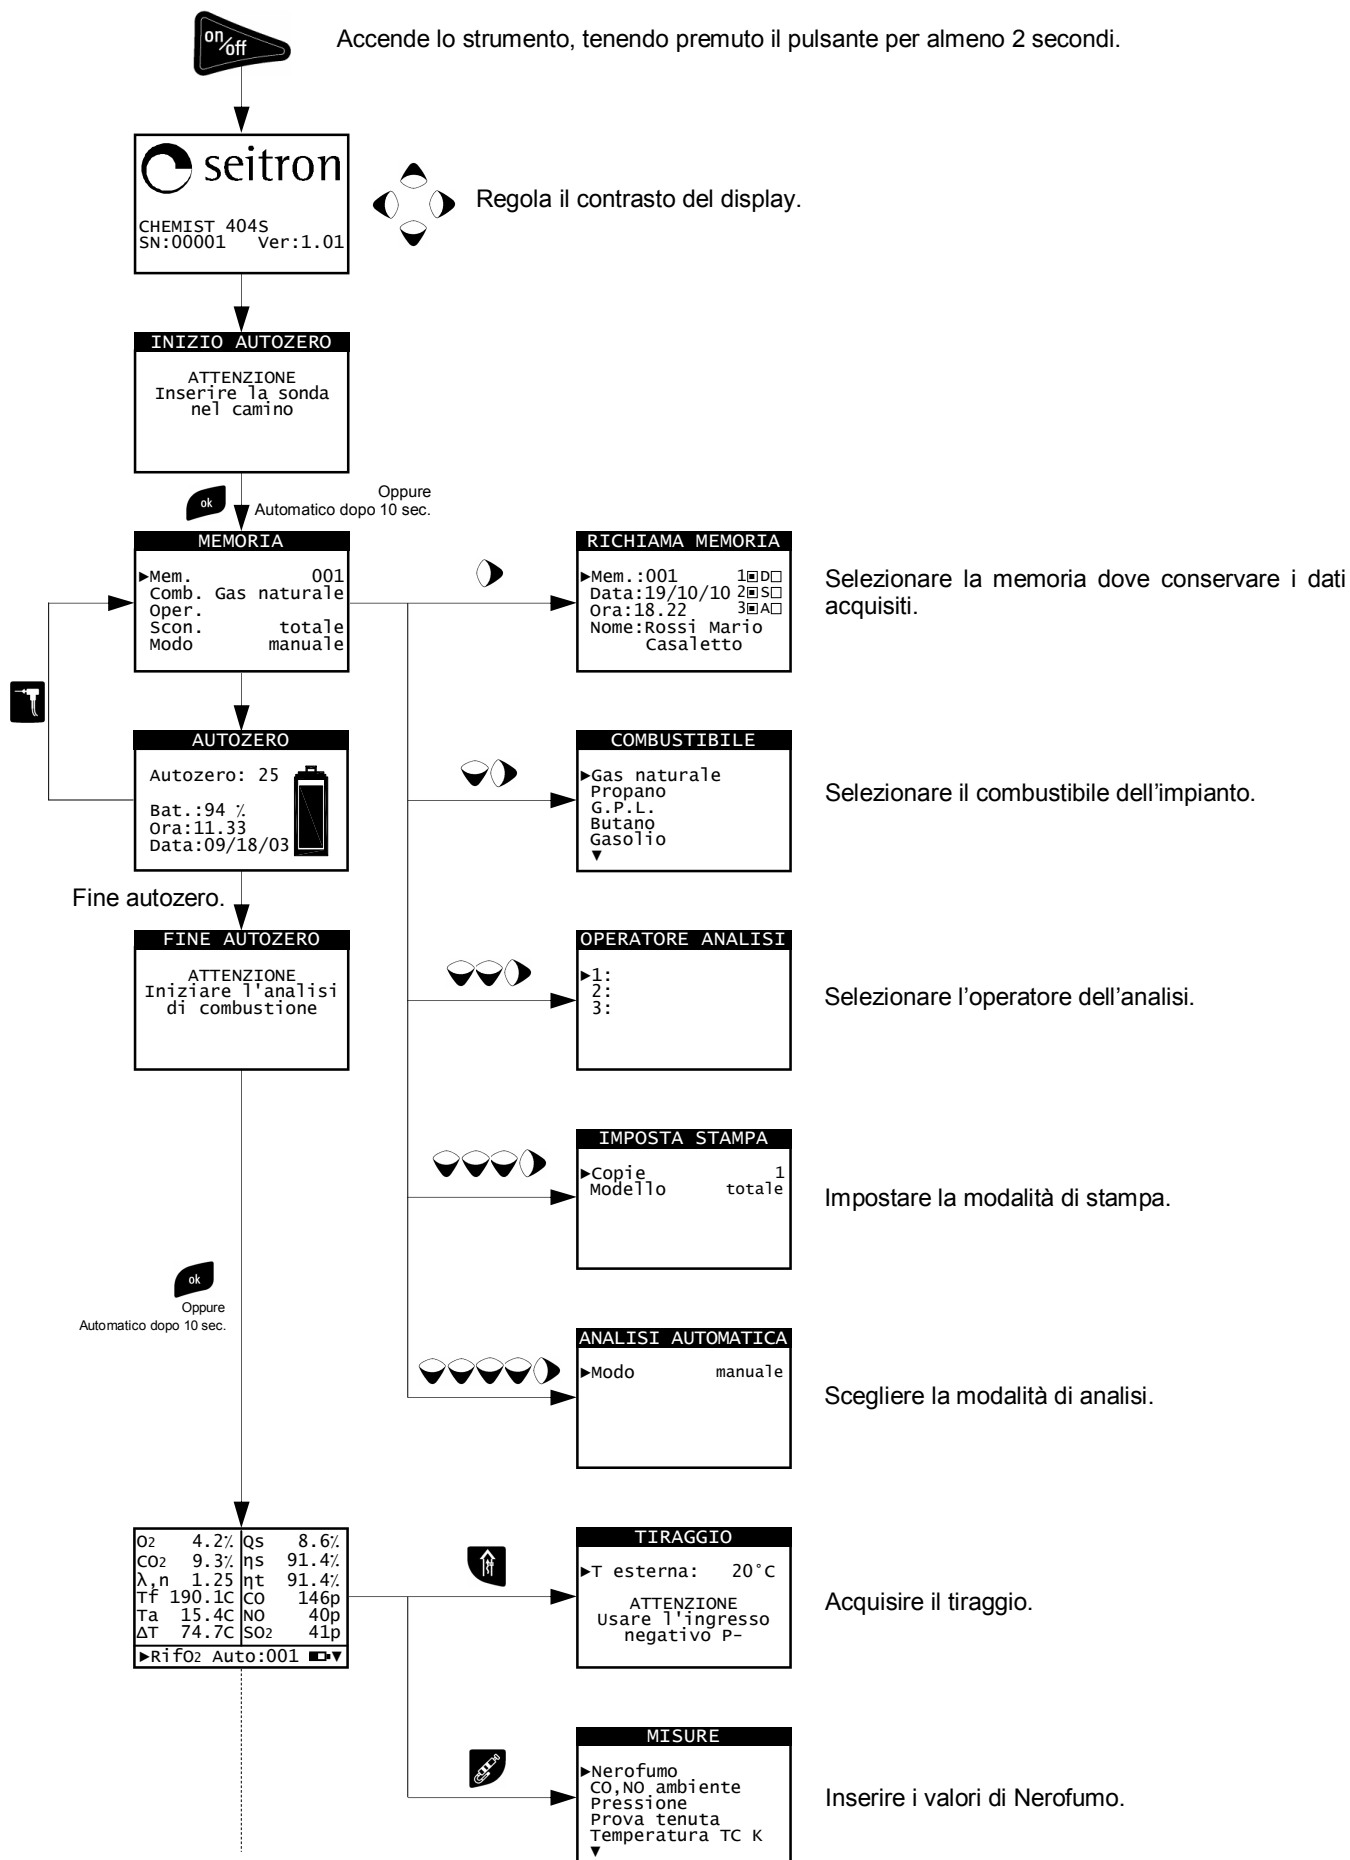 on/off
Accende lo strumento, tenendo premuto il pulsante per almeno 2 secondi.
seitron
CHEMIST 404S
SN:00001 Ver:1.01
Regola il contrasto del display.
INIZIO AUTOZERO
ATTENZIONE
Inserire la sonda
nel camino
ok
Oppure
Automatico dopo 10 sec.
MEMORIA
►Mem. 001
Comb. Gas naturale
Oper.
Scon. totale
Modo manuale
RICHIAMA MEMORIA
►Mem.:001 1▣D□
Data:19/10/10 2▣S□
Ora:18.22 3▣A□
Nome:Rossi Mario
Casaletto
Selezionare la memoria dove conservare i dati
acquisiti.
AUTOZERO
Autozero: 25
Bat.:94 %
Ora:11.33
Data:09/18/03
COMBUSTIBILE
►Gas naturale
Propano
G.P.L.
Butano
Gasolio
▼
Selezionare il combustibile dell’impianto.
Fine autozero.
FINE AUTOZERO
ATTENZIONE
Iniziare l'analisi
di combustione
OPERATORE ANALISI
►1:
2:
3:
Selezionare l’operatore dell’analisi.
IMPOSTA STAMPA
►Copie 1
Modello totale
Impostare la modalità di stampa.
ok
Oppure
Automatico dopo 10 sec.
ANALISI AUTOMATICA
►Modo manuale
Scegliere la modalità di analisi.
O2 4.2% Qs 8.6%
CO2 9.3% ηs 91.4%
λ,n 1.25 ηt 91.4%
Tf 190.1C CO 146p
Ta 15.4C NO 40p
ΔT 74.7C SO2 41p
►RifO2 Auto:001 ▼
TIRAGGIO
►T esterna: 20°C
ATTENZIONE
Usare l'ingresso
negativo P-
Acquisire il tiraggio.
MISURE
►Nerofumo
CO,NO ambiente
Pressione
Prova tenuta
Temperatura TC K
▼
Inserire i valori di Nerofumo.